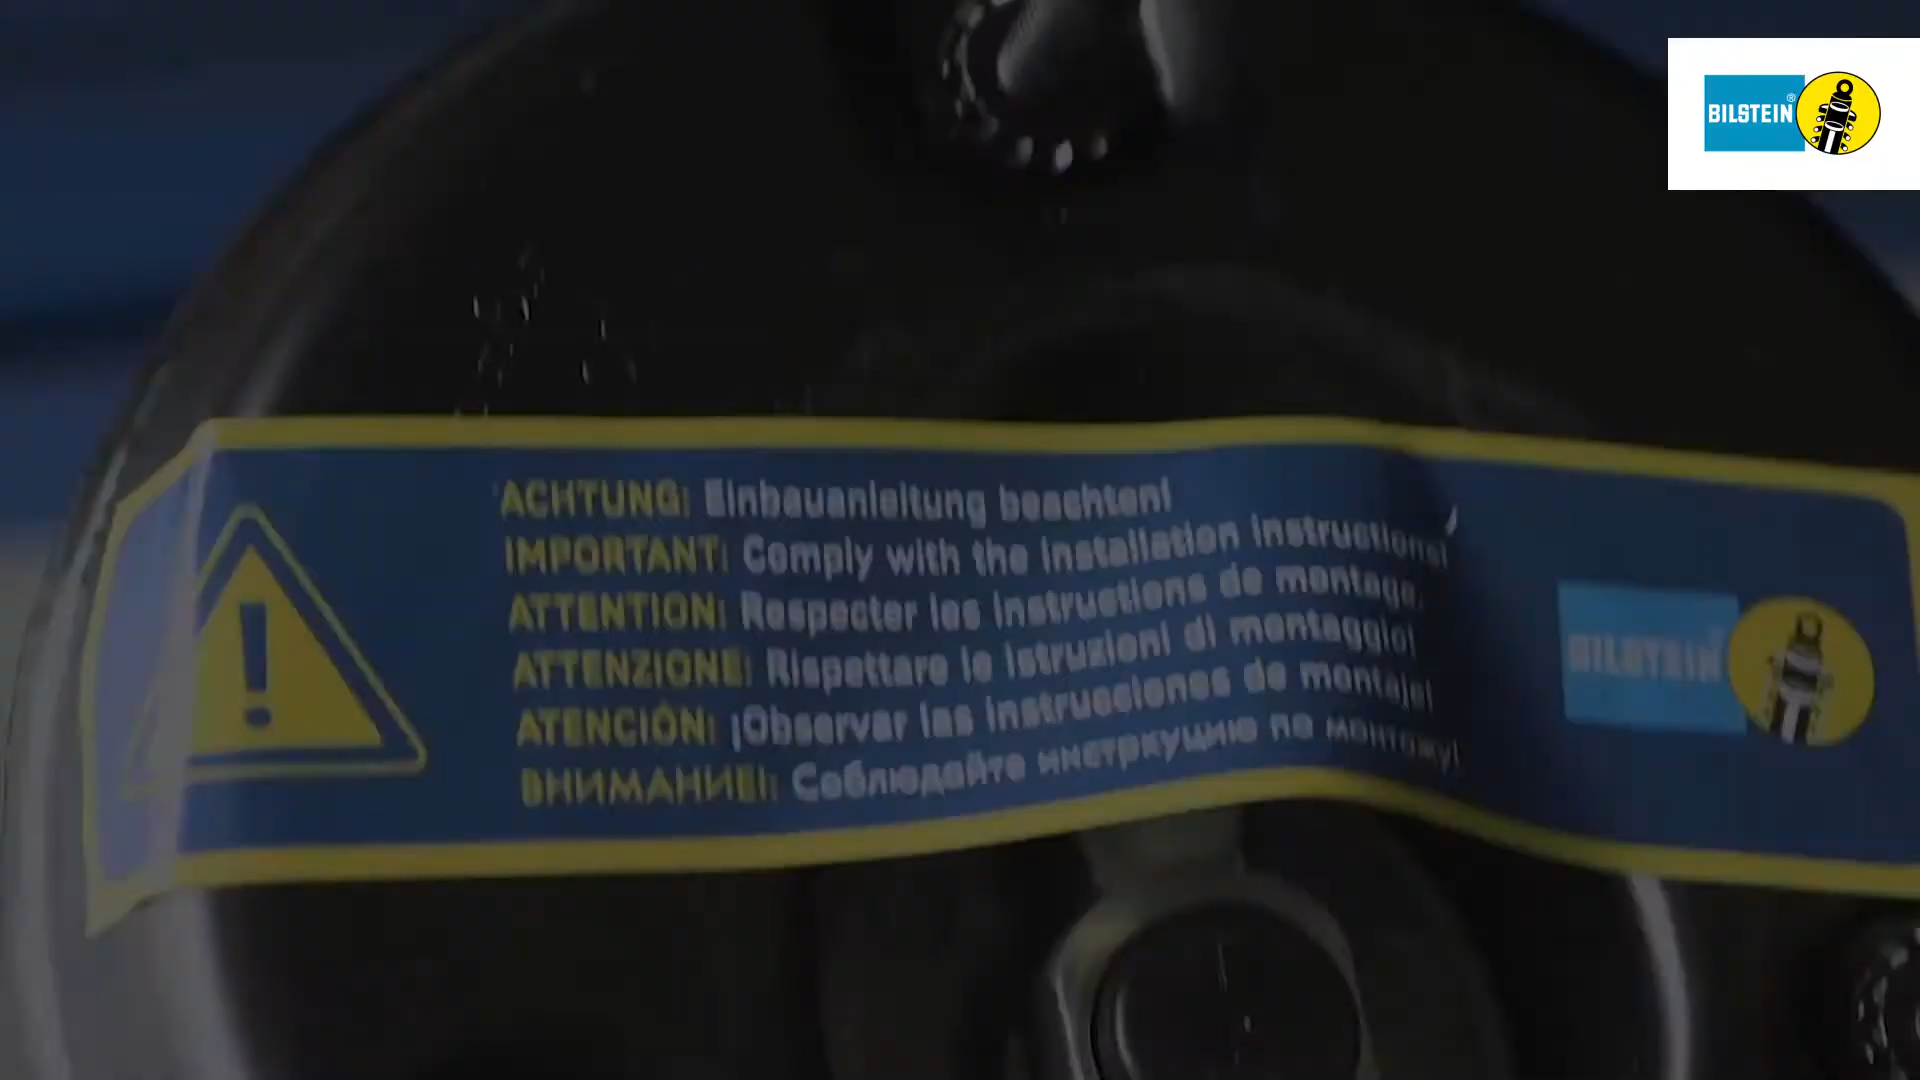 BILSTEIN®
ACHTUNG: Einbauanleitung beachten!
IMPORTANT: Comply with the installation instructions!
ATTENTION: Respecter les instructions de montage.
ATTENZIONE: Rispettare le istruzioni di montaggio!
ATENCIÓN: ¡Observar las instrucciones de montaje!
ВНИМАНИЕ!: Соблюдайте инстркуцию по монтажу!
BILSTEIN